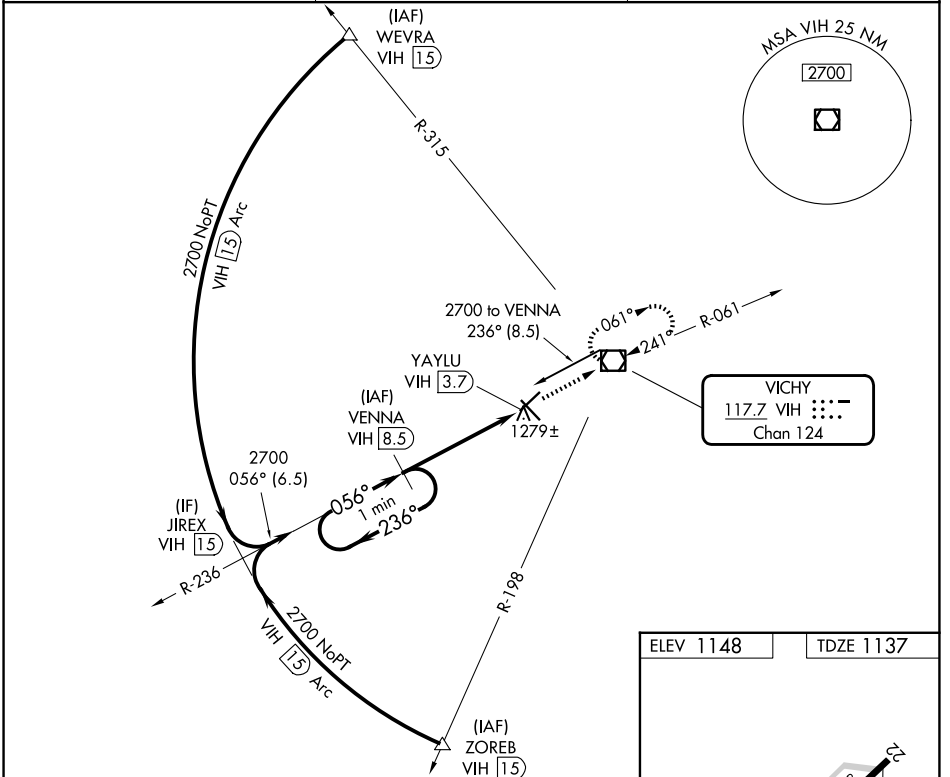 (IAF)
WEVRA
VIH 15
MSA VIH 25 NM
2700
R-315
2700 NoPT
VIH 15 Arc
2700 to VENNA
236° (8.5)
061°
R-061
241°
YAYLU
VIH 3.7
1279±
VICHY
117.7 VIH
Chan 124
(IAF)
VENNA
VIH 8.5
2700
056° (6.5)
056°
1 min
236°
(IF)
JIREX
VIH 15
R-236
R-198
2700 NoPT
VIH 15 Arc
(IAF)
ZOREB
VIH 15
ELEV 1148
TDZE 1137
22